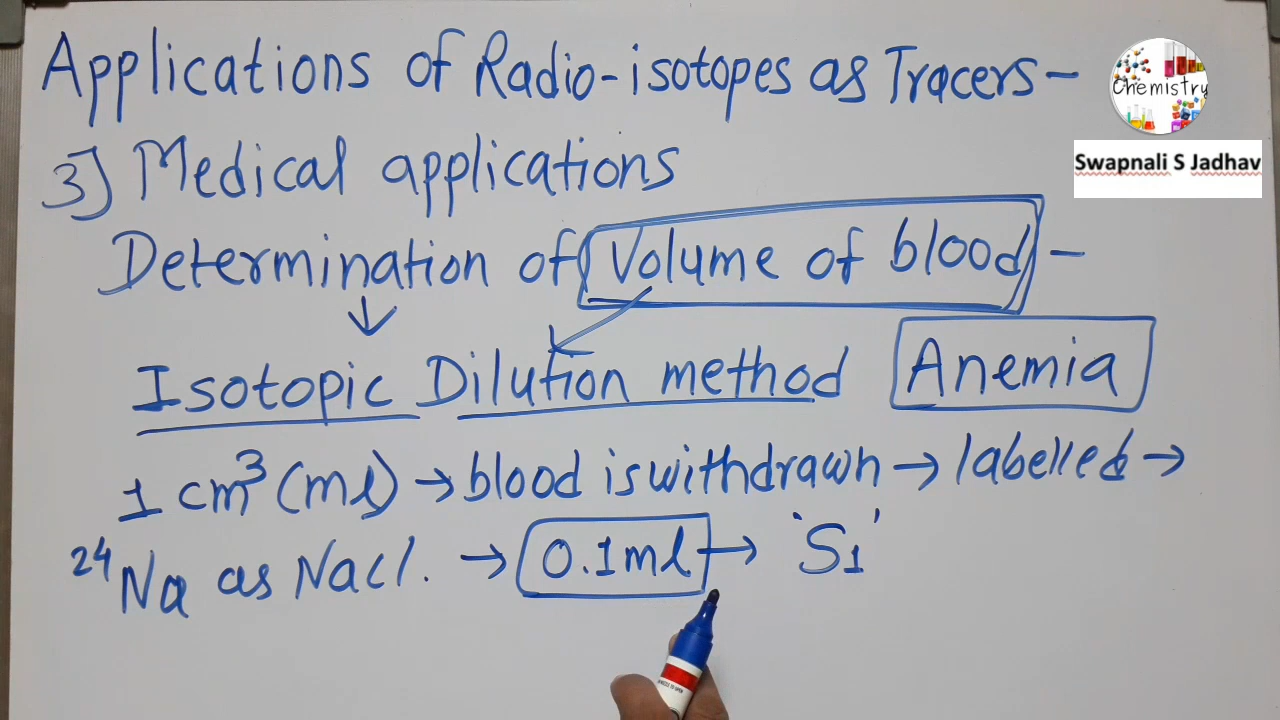 Applications of Radio-isotopes as Tracers-
Chemistry
Swapnali S Jadhav
3] Medical applications
Determination of Volume of blood -
↓
Isotopic Dilution method Anemia
1 cm³ (ml) → blood is withdrawn → labelled →
²⁴Na as NaCl. → 0.1ml → 'S₁'